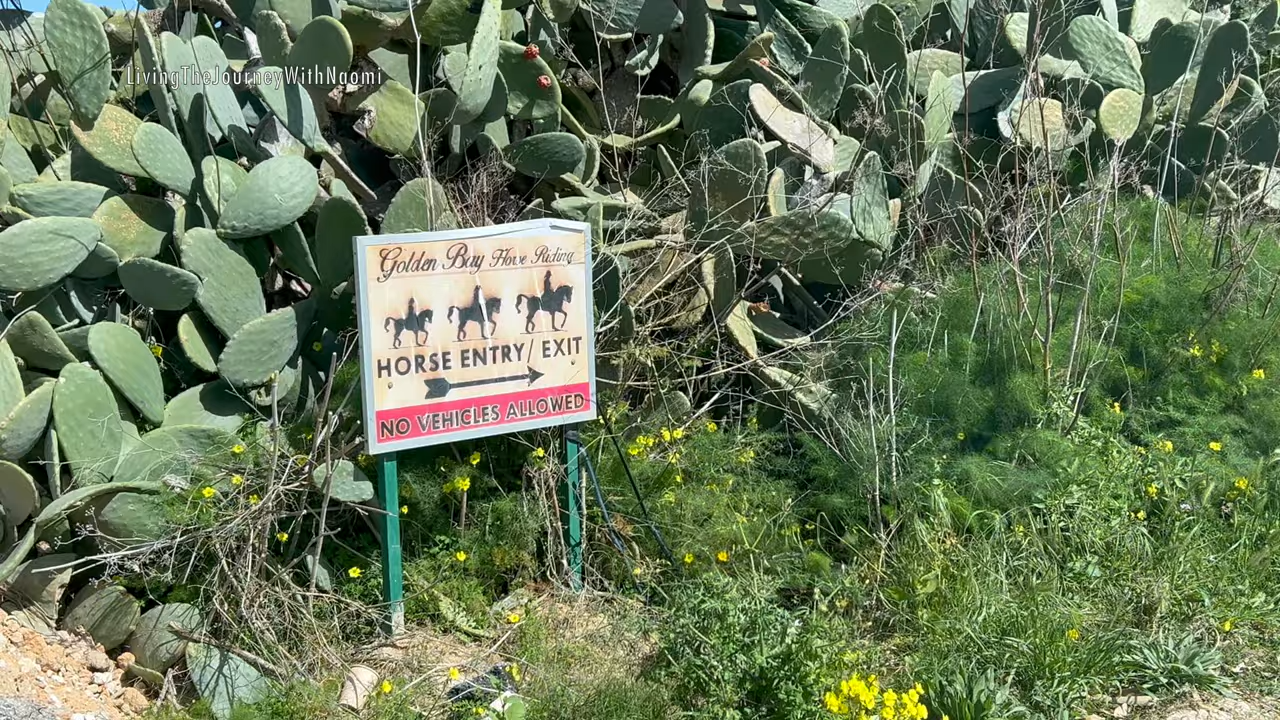 LivingTheJourneyWithNaomi
Golden Bay Horse Riding
HORSE ENTRY/ EXIT
NO VEHICLES ALLOWED